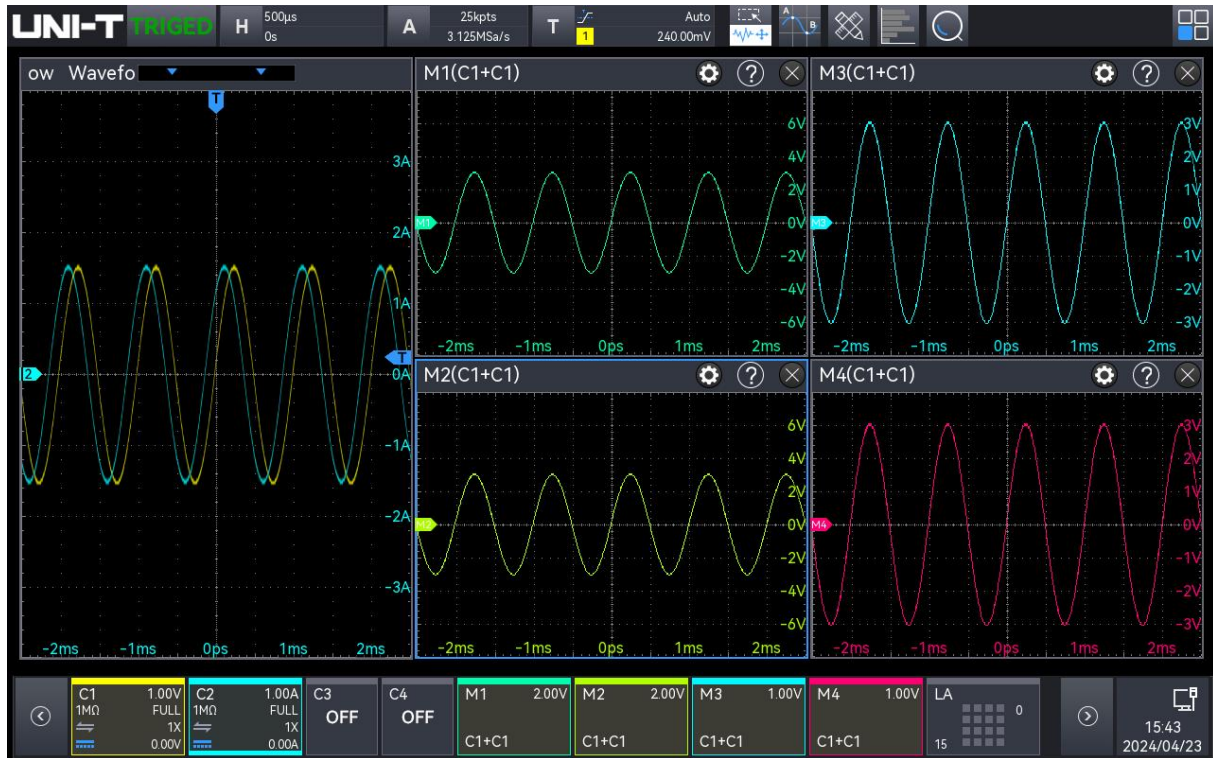 UNI-T TRIGED H 500µs 0s A 25kpts 3.125MSa/s T 1 Auto 240.00mV A B
ow Wavefo
T
3A
2A
1A
T
2
0A
-1A
-2A
-3A
-2ms -1ms 0ps 1ms 2ms
M1(C1+C1)
6V
4V
2V
M1 0V
-2V
-4V
-6V
-2ms -1ms 0ps 1ms 2ms
M3(C1+C1)
3V
2V
1V
M3 0V
-1V
-2V
-3V
-2ms -1ms 0ps 1ms 2ms
M2(C1+C1)
6V
4V
2V
M2 0V
-2V
-4V
-6V
-2ms -1ms 0ps 1ms 2ms
M4(C1+C1)
3V
2V
1V
M4 0V
-1V
-2V
-3V
-2ms -1ms 0ps 1ms 2ms
C1 1.00V
1MΩ FULL
1X
0.00V
C2 1.00A
1MΩ FULL
1X
0.00A
C3
OFF
C4
OFF
M1 2.00V
C1+C1
M2 2.00V
C1+C1
M3 1.00V
C1+C1
M4 1.00V
C1+C1
LA
0
15
15:43
2024/04/23